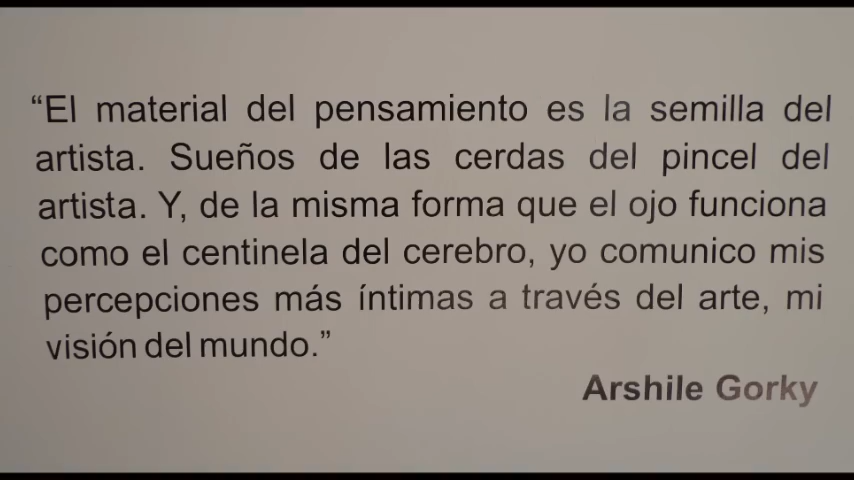 “El material del pensamiento es la semilla del
artista. Sueños de las cerdas del pincel del
artista. Y, de la misma forma que el ojo funciona
como el centinela del cerebro, yo comunico mis
percepciones más íntimas a través del arte, mi
visión del mundo.”
Arshile Gorky